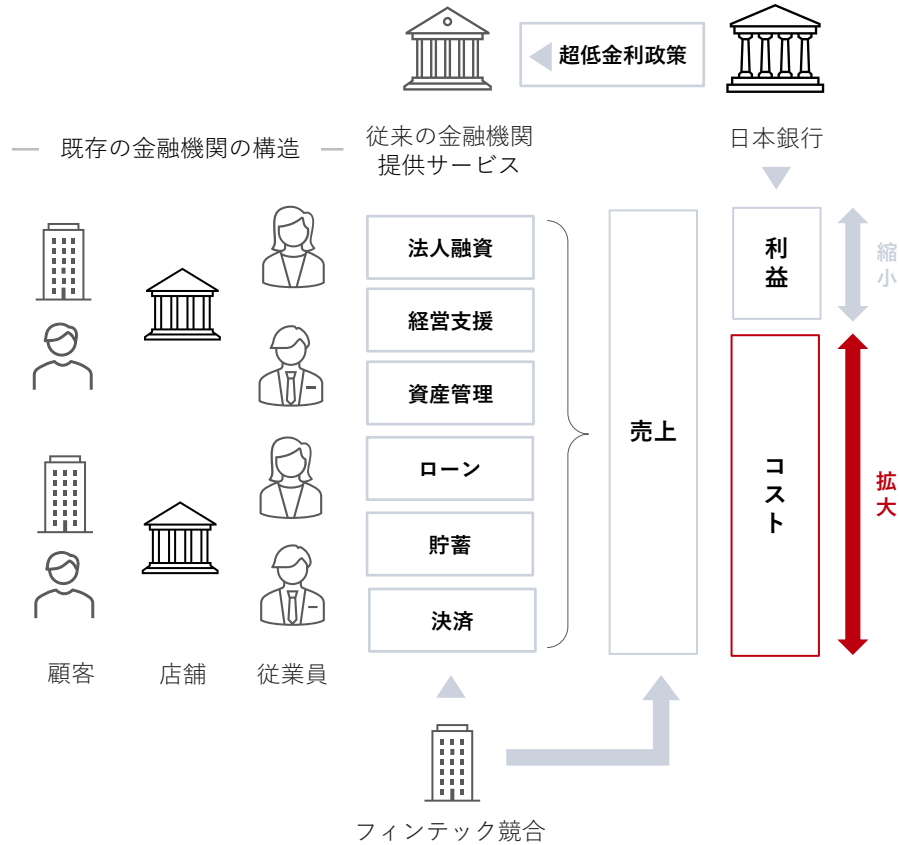 超低金利政策
既存の金融機関の構造
従来の金融機関
提供サービス
日本銀行
法人融資
経営支援
資産管理
ローン
貯蓄
決済
売上
利益
縮小
コスト
拡大
顧客
店舗
従業員
フィンテック競合